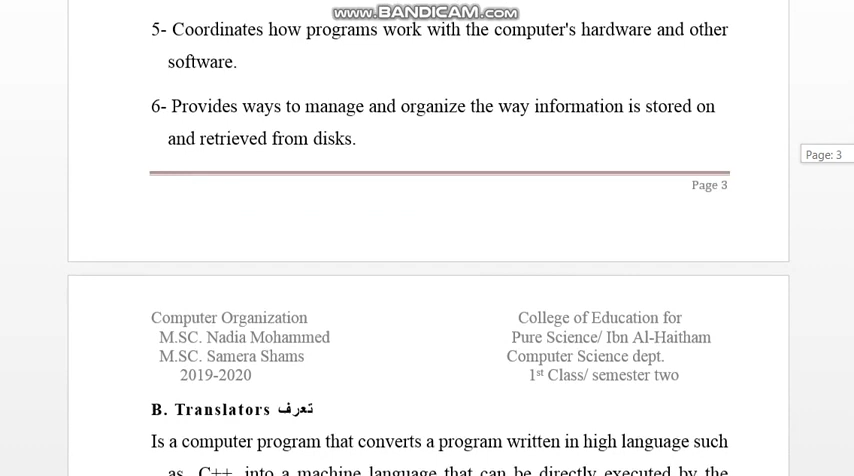 www.BANDICAM.com
5- Coordinates how programs work with the computer's hardware and other
software.
6- Provides ways to manage and organize the way information is stored on
and retrieved from disks.
Page: 3
Page 3
Computer Organization
M.SC. Nadia Mohammed
M.SC. Samera Shams
2019-2020
College of Education for
Pure Science/ Ibn Al-Haitham
Computer Science dept.
1st Class/ semester two
B. Translators تعرف
Is a computer program that converts a program written in high language such
as C++ into a machine language that can be directly executed by the